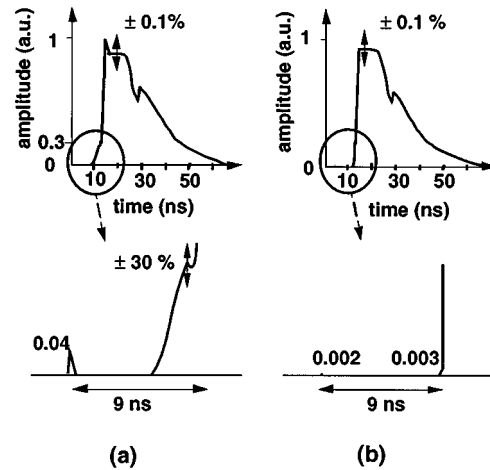 ± 0.1%
amplitude (a.u.)
1
0.3
0
10 30 50
time (ns)
± 30 %
0.04
9 ns
(a)
± 0.1 %
amplitude (a.u.)
1
0
10 30 50
time (ns)
0.002 0.003
9 ns
(b)